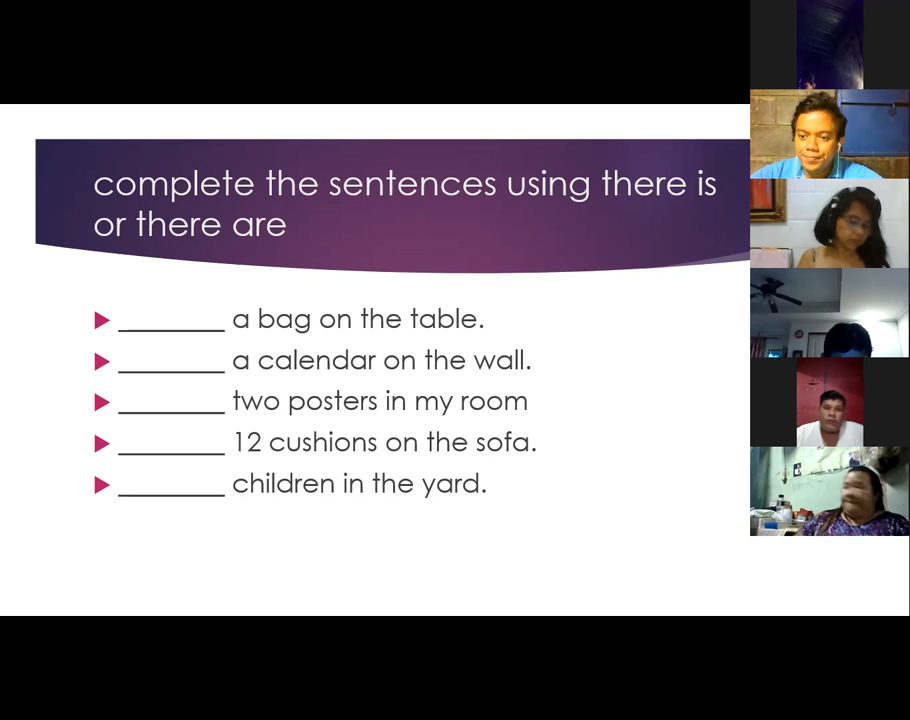 complete the sentences using there is
or there are
________ a bag on the table.
________ a calendar on the wall.
________ two posters in my room
________ 12 cushions on the sofa.
________ children in the yard.